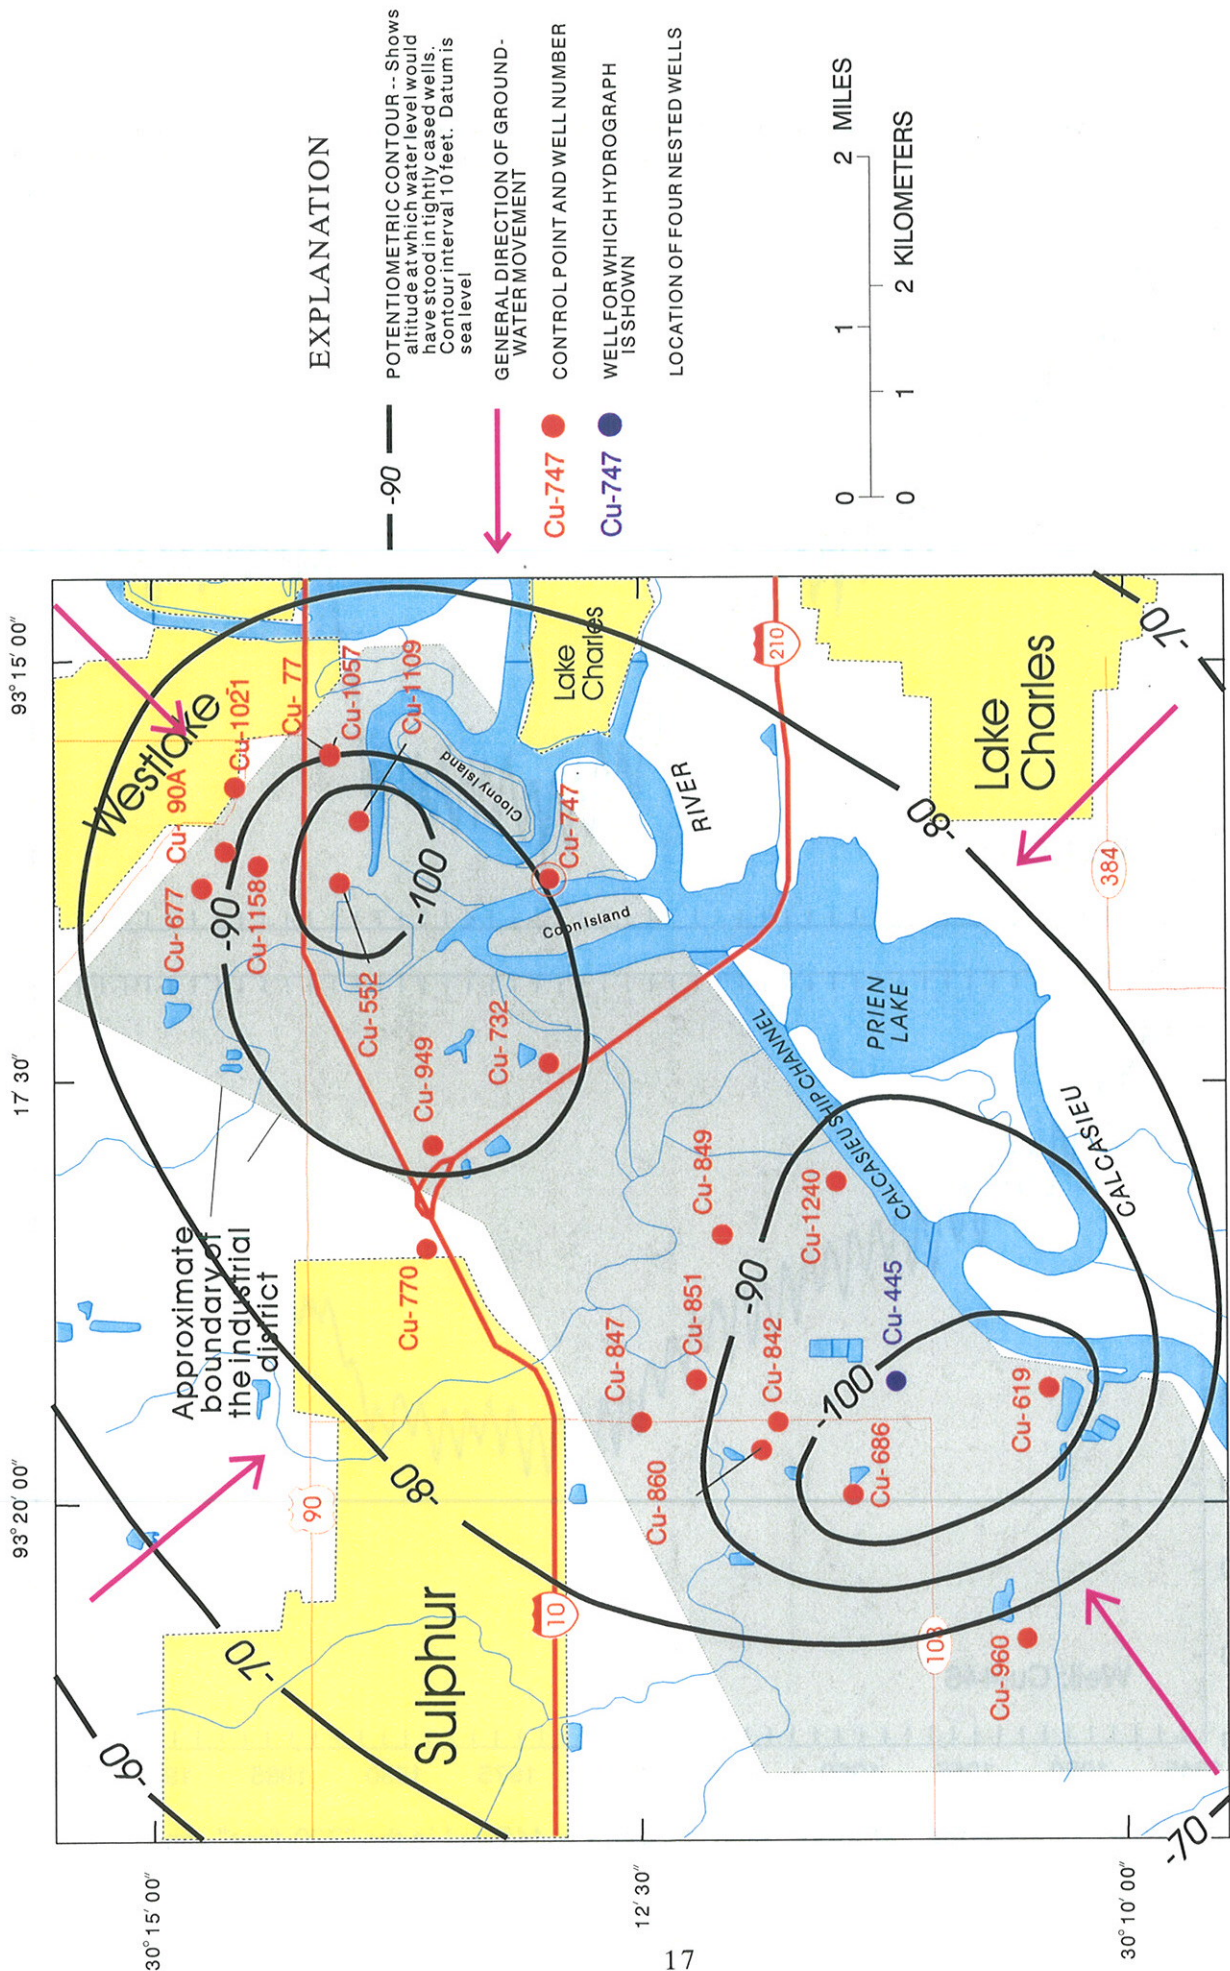 93° 20′ 00″
17′ 30″
93° 15′ 00″
30° 15′ 00″
12′ 30″
30° 10′ 00″
-60
-70
Approximate
boundary of
the industrial
district
Westlake
Cu-677
Cu- 90A
Cu-1021
-90
Cu-1158
Cu- 77
Cu-1057
Cu-1109
90
-80
Cu-552
-100
Cu-949
Cu-770
Cu-732
Cloony Island
Lake
Charles
Sulphur
10
Coon Island
Cu-747
RIVER
210
Cu-847
Cu-849
Cu-851
Cu-860
Cu-842
-90
Cu-1240
CALCASIEU SHIP CHANNEL
PRIEN
LAKE
-100
Cu-445
Cu-686
-80
Lake
Charles
108
Cu-619
Cu-960
384
CALCASIEU
-70
-70
EXPLANATION
-90
POTENTIOMETRIC CONTOUR -- Shows
altitude at which water level would
have stood in tightly cased wells.
Contour interval 10 feet. Datum is
sea level
GENERAL DIRECTION OF GROUND-
WATER MOVEMENT
Cu-747
CONTROL POINT AND WELL NUMBER
Cu-747
WELL FOR WHICH HYDROGRAPH
IS SHOWN
LOCATION OF FOUR NESTED WELLS
0 1 2 MILES
0 1 2 KILOMETERS
17